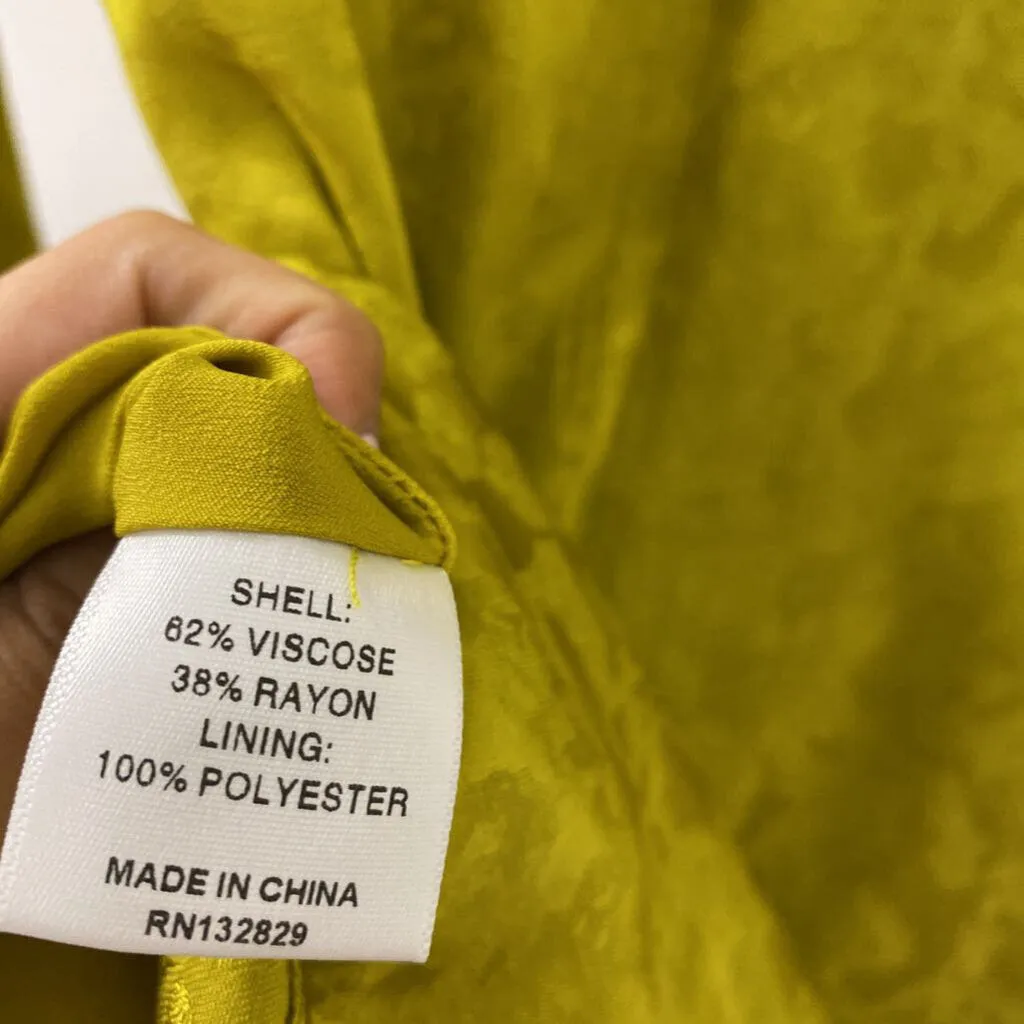 SHELL:
62% VISCOSE
38% RAYON
LINING:
100% POLYESTER
MADE IN CHINA
RN132829